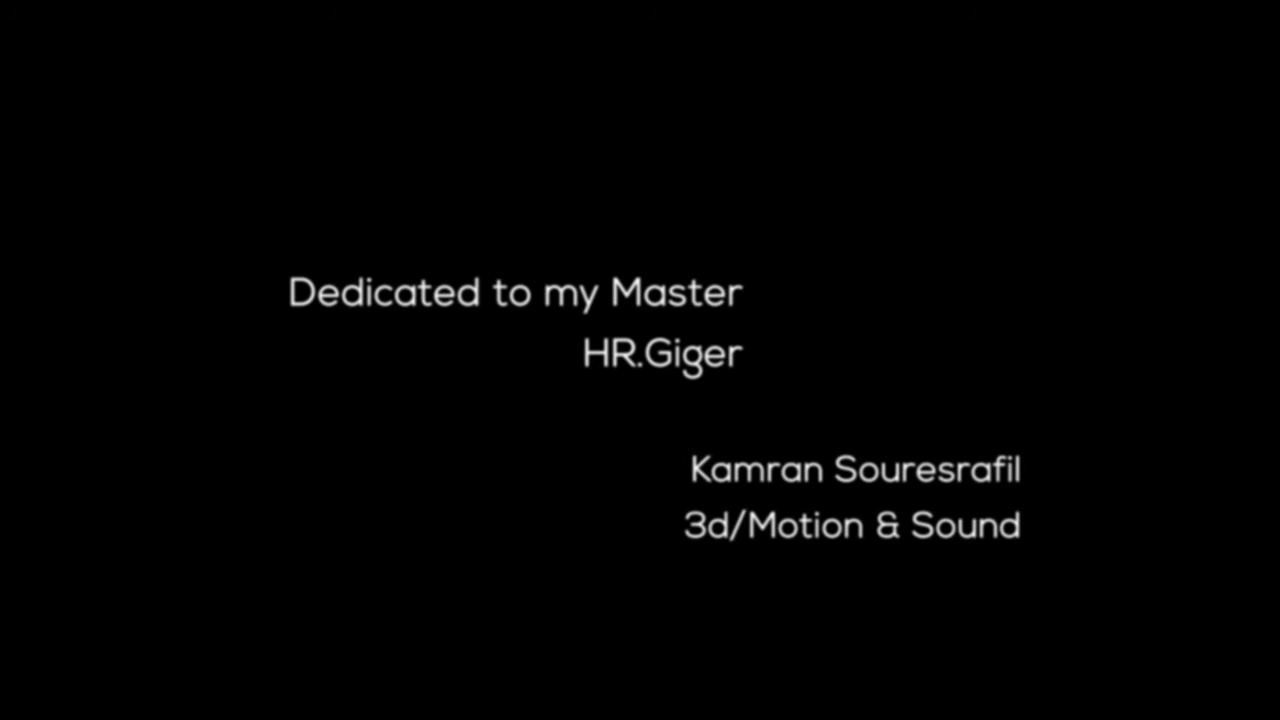 Dedicated to my Master
HR.Giger
Kamran Souresrafil
3d/Motion & Sound